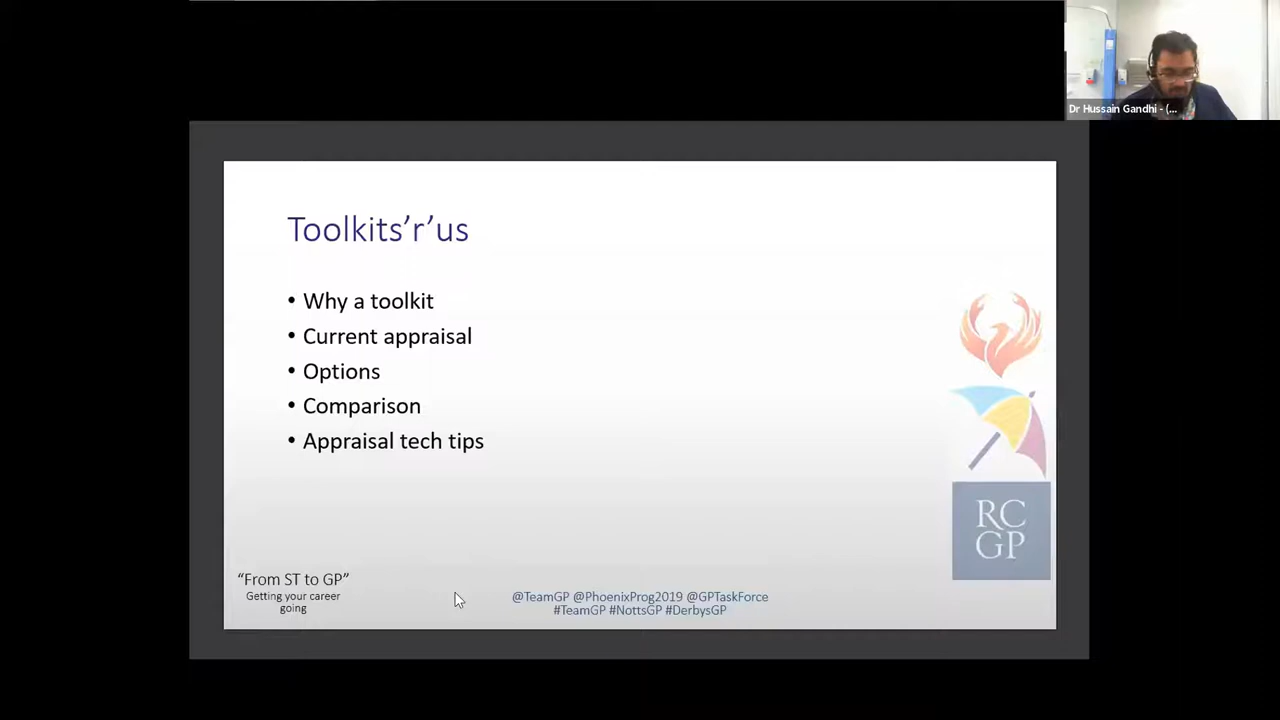 Dr Hussain Gandhi - (...
Toolkits’r’us
• Why a toolkit
• Current appraisal
• Options
• Comparison
• Appraisal tech tips
RC
GP
“From ST to GP”
Getting your career
going
@TeamGP @PhoenixProg2019 @GPTaskForce
#TeamGP #NottsGP #DerbysGP